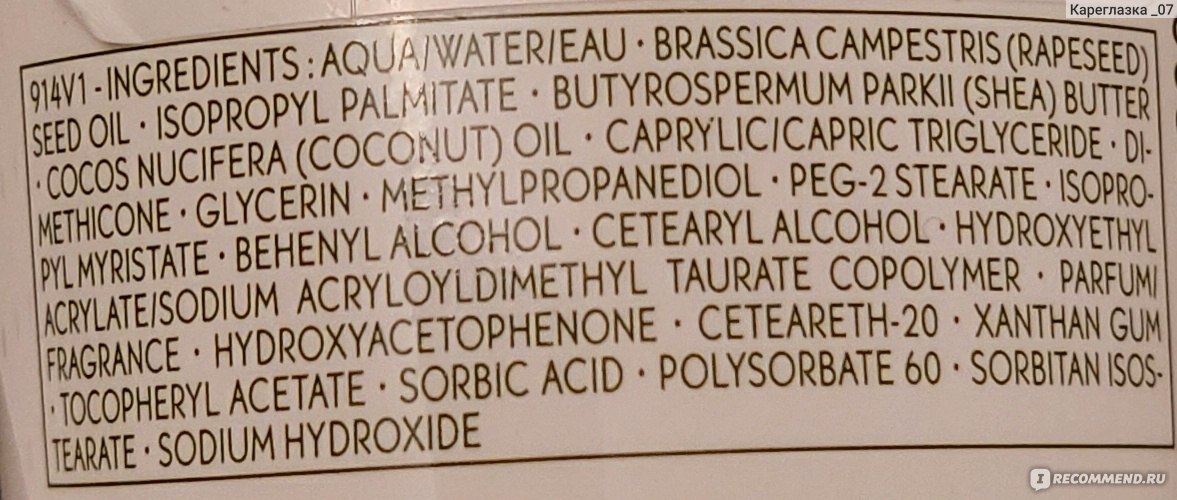 Кареглазка _07
914V1 - INGREDIENTS : AQUA/WATER/EAU · BRASSICA CAMPESTRIS (RAPESEED)
SEED OIL · ISOPROPYL PALMITATE · BUTYROSPERMUM PARKII (SHEA) BUTTER
· COCOS NUCIFERA (COCONUT) OIL · CAPRYLIC/CAPRIC TRIGLYCERIDE · DI-
METHICONE · GLYCERIN · METHYLPROPANEDIOL · PEG-2 STEARATE · ISOPRO-
PYL MYRISTATE · BEHENYL ALCOHOL · CETEARYL ALCOHOL · HYDROXYETHYL
ACRYLATE/SODIUM ACRYLOYLDIMETHYL TAURATE COPOLYMER · PARFUM/
FRAGRANCE · HYDROXYACETOPHENONE · CETEARETH-20 · XANTHAN GUM
· TOCOPHERYL ACETATE · SORBIC ACID · POLYSORBATE 60 · SORBITAN ISOS-
TEARATE · SODIUM HYDROXIDE
IRECOMMEND.RU